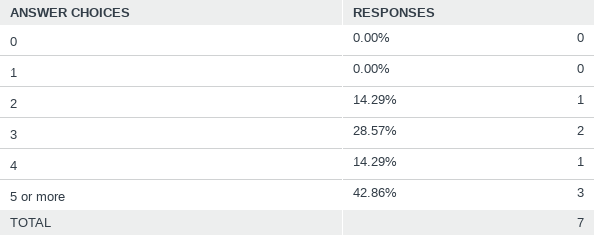 ANSWER CHOICES RESPONSES
0 0.00% 0
1 0.00% 0
2 14.29% 1
3 28.57% 2
4 14.29% 1
5 or more 42.86% 3
TOTAL 7